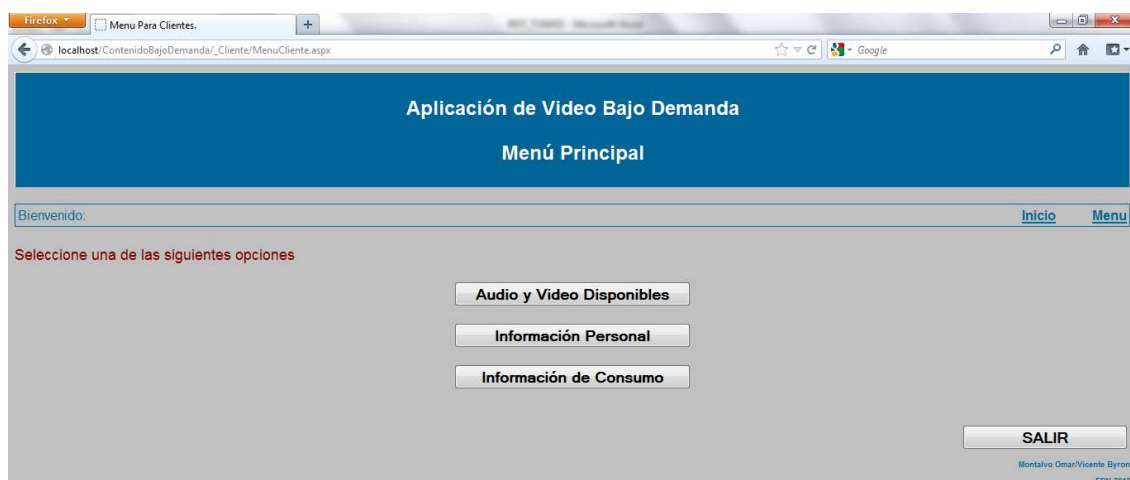 Firefox
Menu Para Clientes.
localhost/ContenidoBajoDemanda/_Cliente/MenuCliente.aspx
Google
Aplicación de Video Bajo Demanda
Menú Principal
Bienvenido: Inicio Menu
Seleccione una de las siguientes opciones
Audio y Video Disponibles
Información Personal
Información de Consumo
SALIR
Montalvo Omar/Vicente Byron